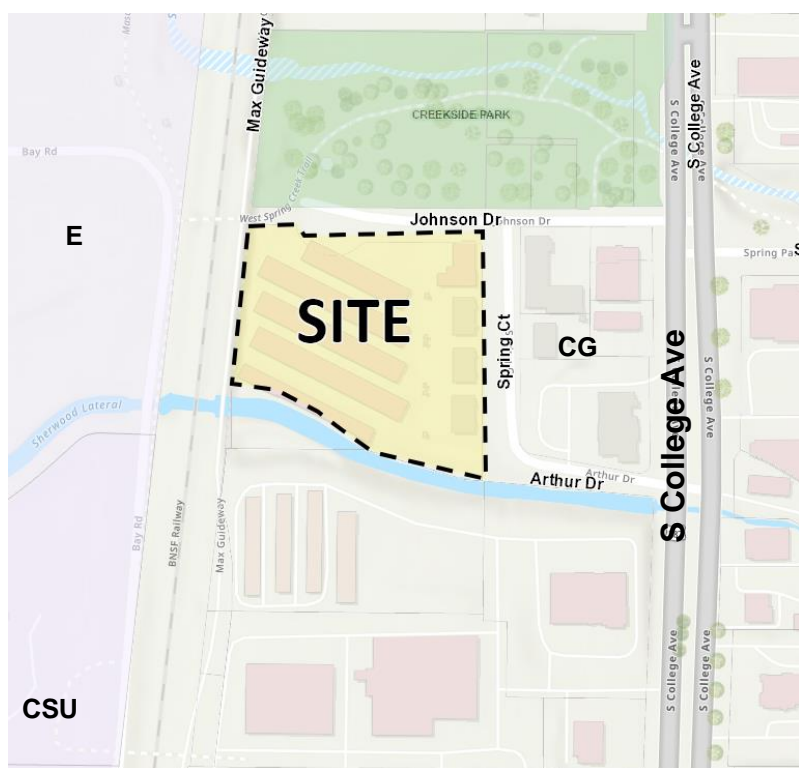 Max Guideway
S College Ave
S College Ave
S College Ave
CREEKSIDE PARK
Bay Rd
West Spring Creek Trail
Johnson Dr
Johnson Dr
E
SITE
Spring Ct
CG
S College Ave
S College Ave
Sherwood Lateral
Arthur Dr
Arthur Dr
BNSF Railway
Max Guideway
Bay Rd
S College Ave
S College Ave
CSU